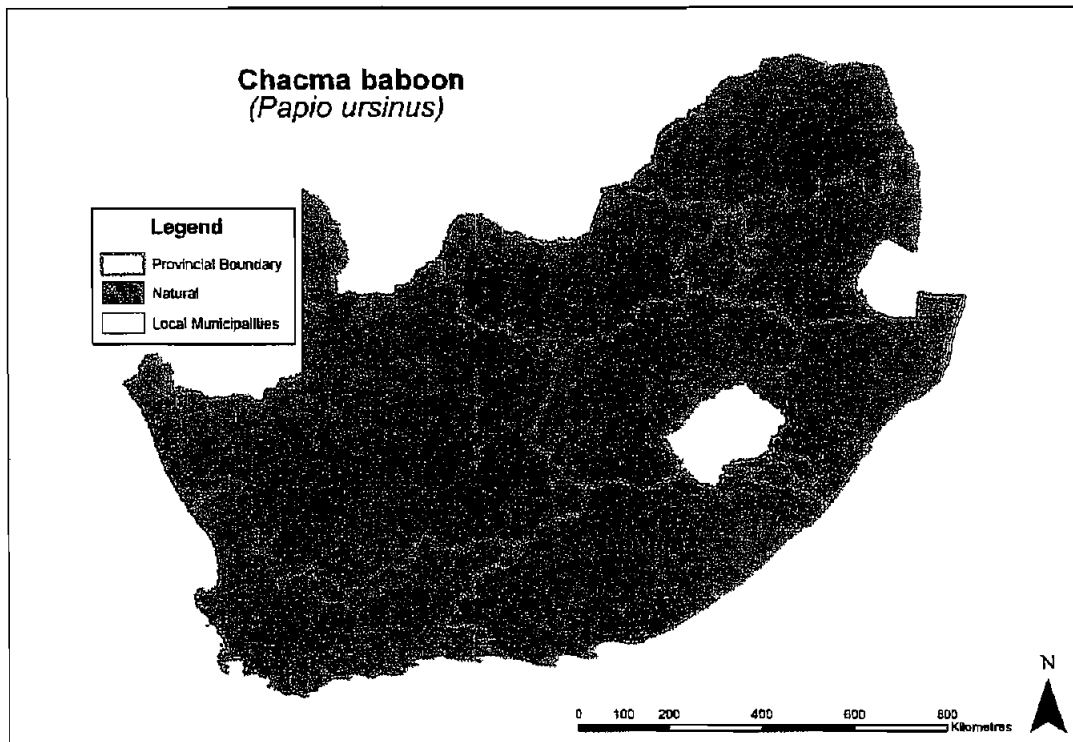 Chacma baboon
(Papio ursinus)
Legend
Provincial Boundary
Natural
Local Municipalities
N
0 100 200 400 600 800
Kilometres